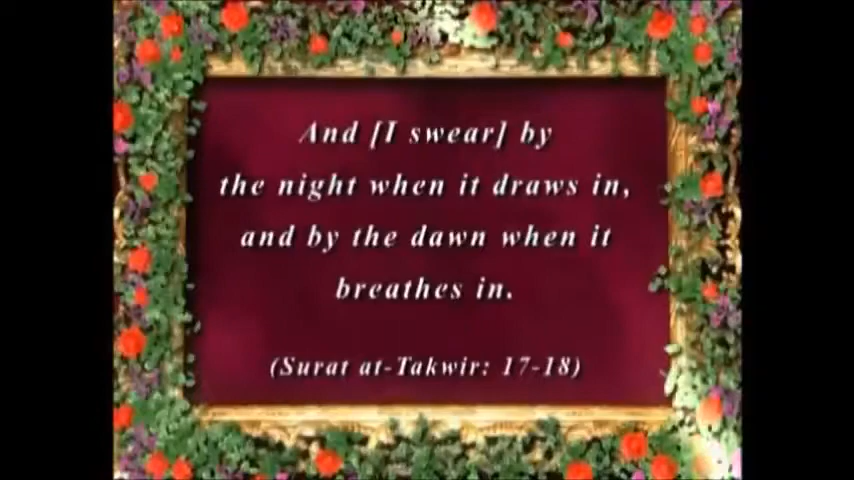 And [I swear] by
the night when it draws in,
and by the dawn when it
breathes in.
(Surat at-Takwir: 17-18)